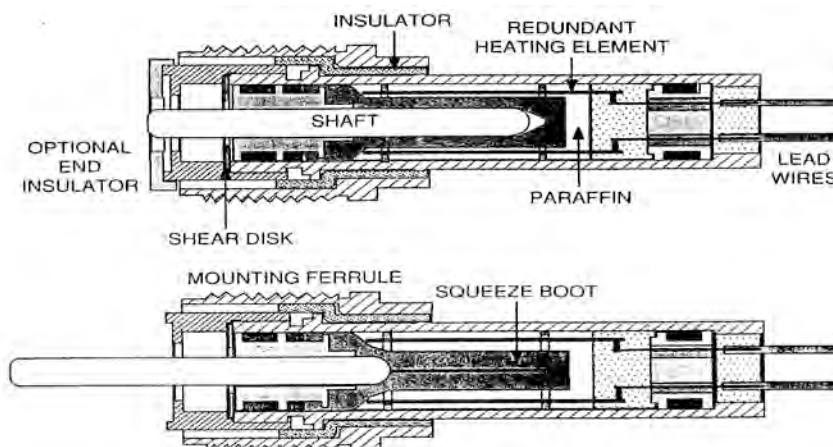 INSULATOR
REDUNDANT
HEATING ELEMENT
SHAFT
OPTIONAL
END
INSULATOR
LEAD
WIRES
PARAFFIN
SHEAR DISK
MOUNTING FERRULE
SQUEEZE BOOT